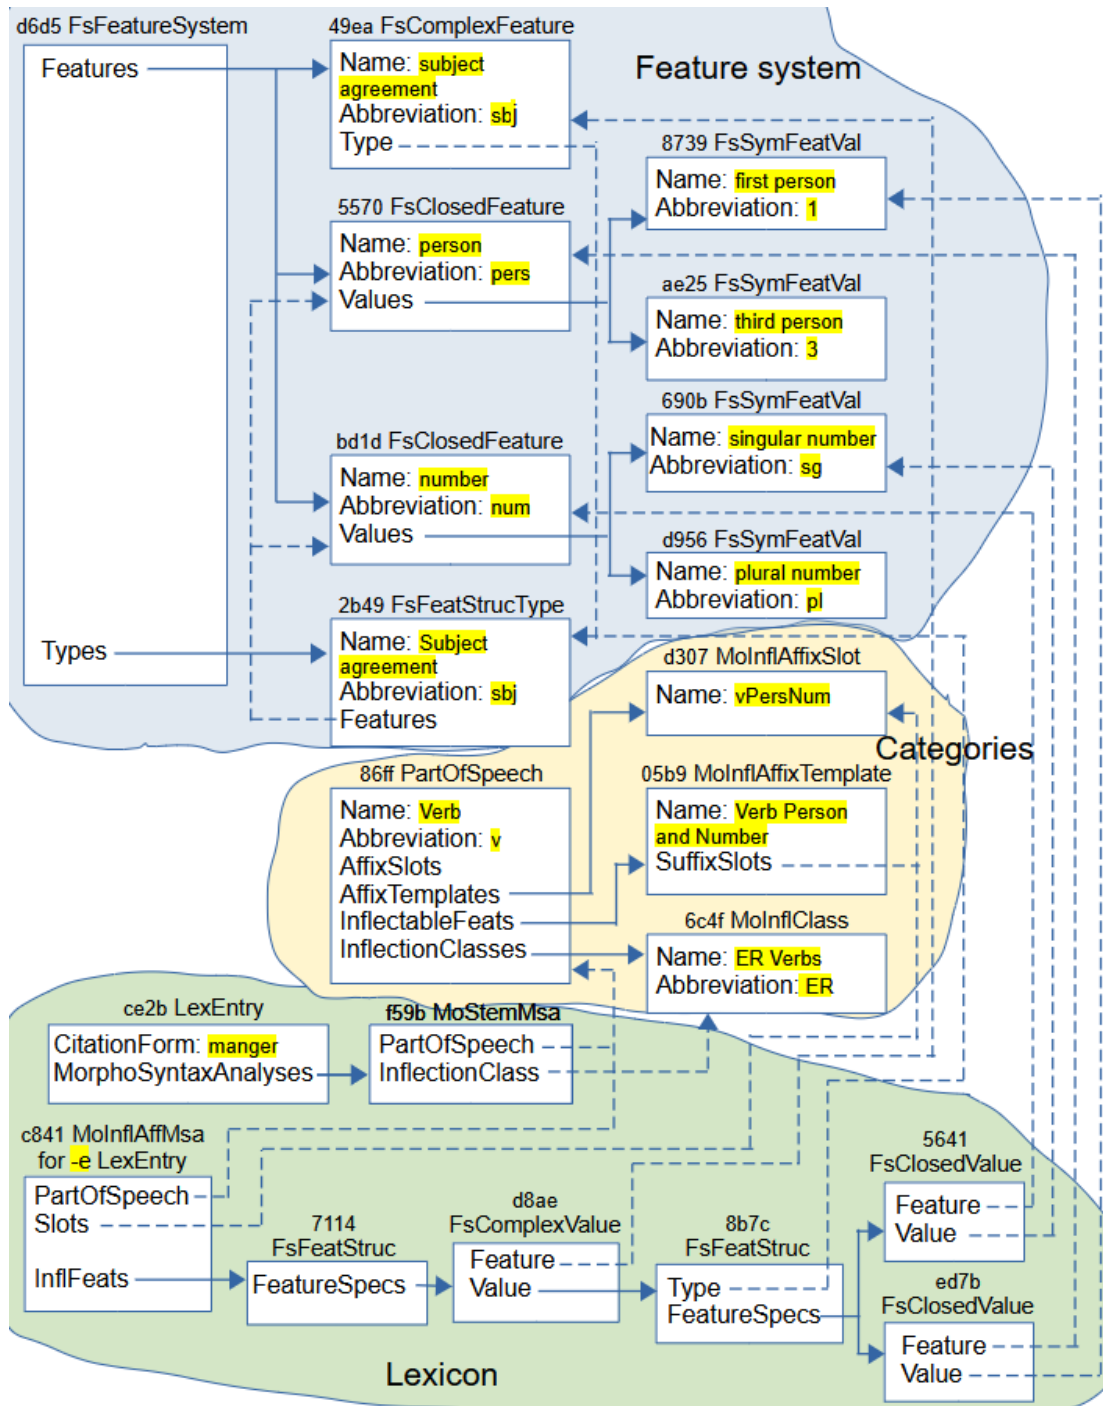 d6d5 FsFeatureSystem
Features
Types
49ea FsComplexFeature
Name: subject
agreement
Abbreviation: sbj
Type
Feature system
8739 FsSymFeatVal
Name: first person
Abbreviation: 1
5570 FsClosedFeature
Name: person
Abbreviation: pers
Values
ae25 FsSymFeatVal
Name: third person
Abbreviation: 3
690b FsSymFeatVal
Name: singular number
Abbreviation: sg
bd1d FsClosedFeature
Name: number
Abbreviation: num
Values
d956 FsSymFeatVal
Name: plural number
Abbreviation: pl
2b49 FsFeatStrucType
Name: Subject
agreement
Abbreviation: sbj
Features
d307 MoInflAffixSlot
Name: vPersNum
Categories
86ff PartOfSpeech
Name: Verb
Abbreviation: v
AffixSlots
AffixTemplates
InflectableFeats
InflectionClasses
05b9 MoInflAffixTemplate
Name: Verb Person
and Number
SuffixSlots
6c4f MoInflClass
Name: ER Verbs
Abbreviation: ER
ce2b LexEntry
CitationForm: manger
MorphoSyntaxAnalyses
f59b MoStemMsa
PartOfSpeech
InflectionClass
c841 MoInflAffMsa
for -e LexEntry
PartOfSpeech
Slots
InflFeats
7114
FsFeatStruc
FeatureSpecs
d8ae
FsComplexValue
Feature
Value
8b7c
FsFeatStruc
Type
FeatureSpecs
5641
FsClosedValue
Feature
Value
ed7b
FsClosedValue
Feature
Value
Lexicon